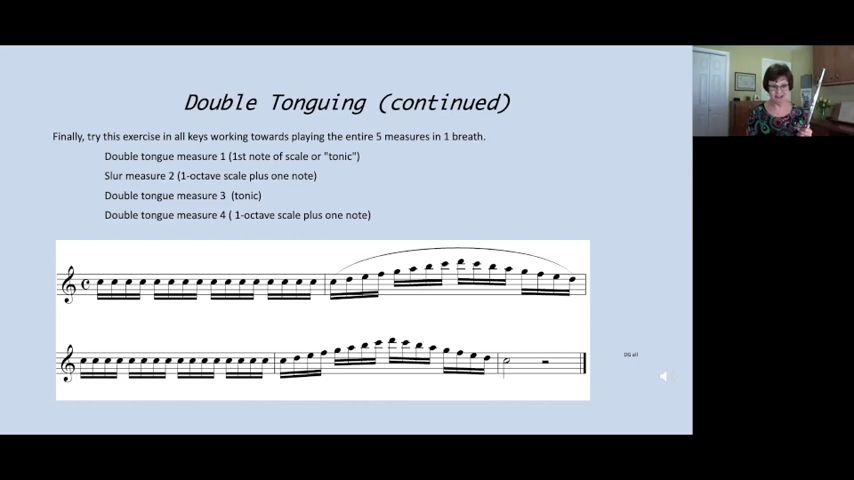 Double Tonguing (continued)
Finally, try this exercise in all keys working towards playing the entire 5 measures in 1 breath.
Double tongue measure 1 (1st note of scale or "tonic")
Slur measure 2 (1-octave scale plus one note)
Double tongue measure 3 (tonic)
Double tongue measure 4 ( 1-octave scale plus one note)
DG all